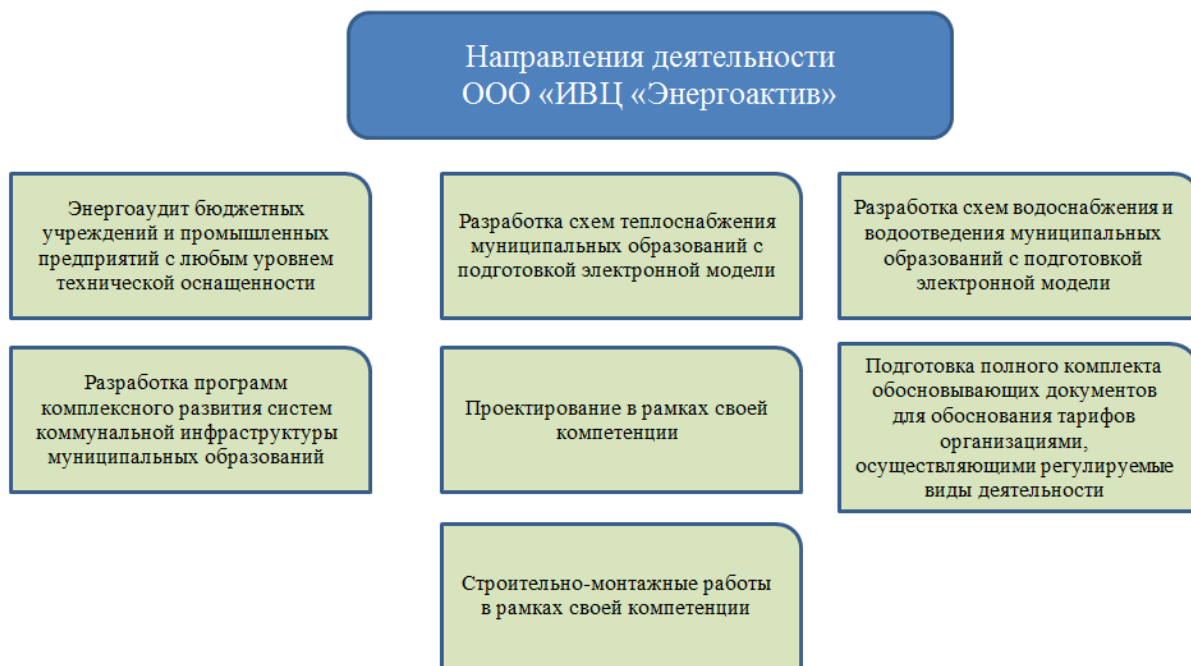 Направления деятельности
ООО «ИВЦ «Энергоактив»
Энергоаудит бюджетных
учреждений и промышленных
предприятий с любым уровнем
технической оснащенности
Разработка схем теплоснабжения
муниципальных образований с
подготовкой электронной модели
Разработка схем водоснабжения и
водоотведения муниципальных
образований с подготовкой
электронной модели
Разработка программ
комплексного развития систем
коммунальной инфраструктуры
муниципальных образований
Проектирование в рамках своей
компетенции
Подготовка полного комплекта
обосновывающих документов
для обоснования тарифов
организациями,
осуществляющими регулируемые
виды деятельности
Строительно-монтажные работы
в рамках своей компетенции